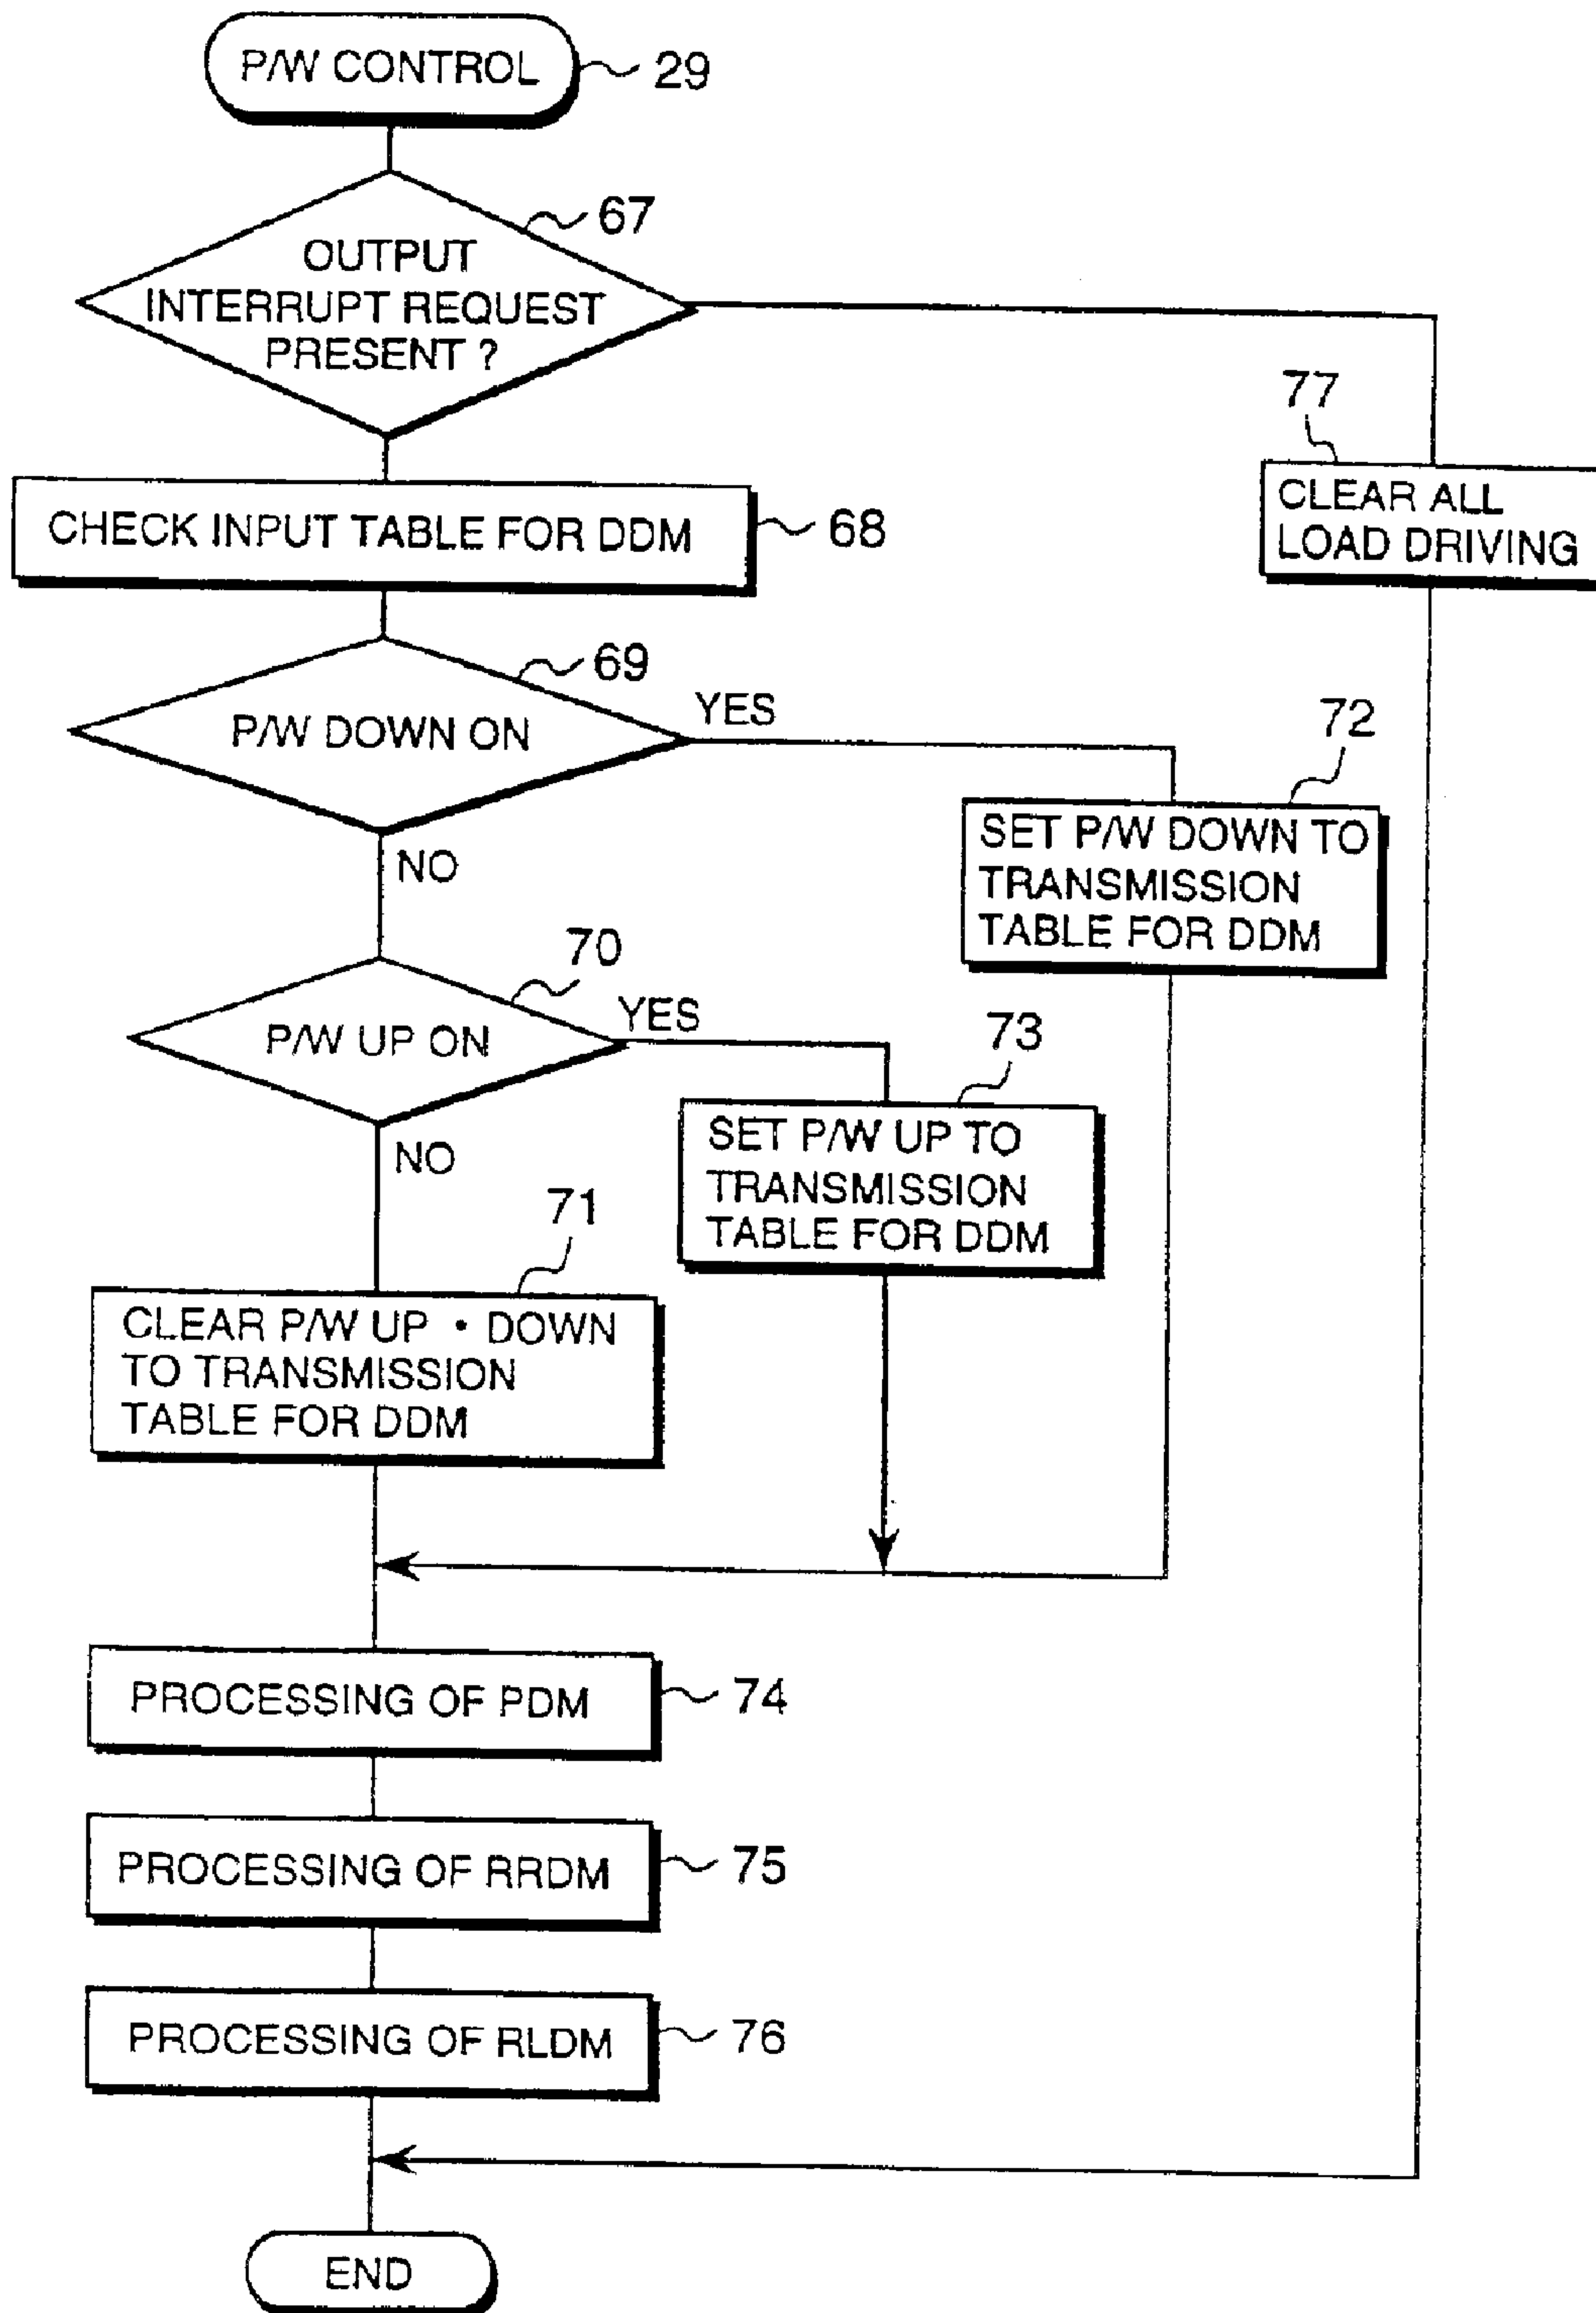 P/W CONTROL
29
67
OUTPUT
INTERRUPT REQUEST
PRESENT ?
77
CLEAR ALL
LOAD DRIVING
CHECK INPUT TABLE FOR DDM
68
69
P/W DOWN ON
YES
72
SET P/W DOWN TO
TRANSMISSION
TABLE FOR DDM
NO
70
P/W UP ON
YES
73
SET P/W UP TO
TRANSMISSION
TABLE FOR DDM
NO
71
CLEAR P/W UP • DOWN
TO TRANSMISSION
TABLE FOR DDM
PROCESSING OF PDM
74
PROCESSING OF RRDM
75
PROCESSING OF RLDM
76
END